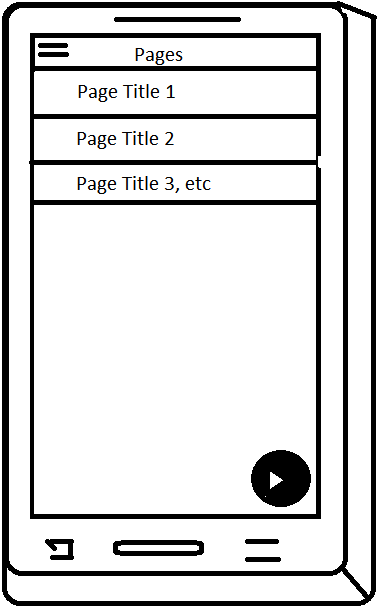 Pages
Page Title 1
Page Title 2
Page Title 3, etc